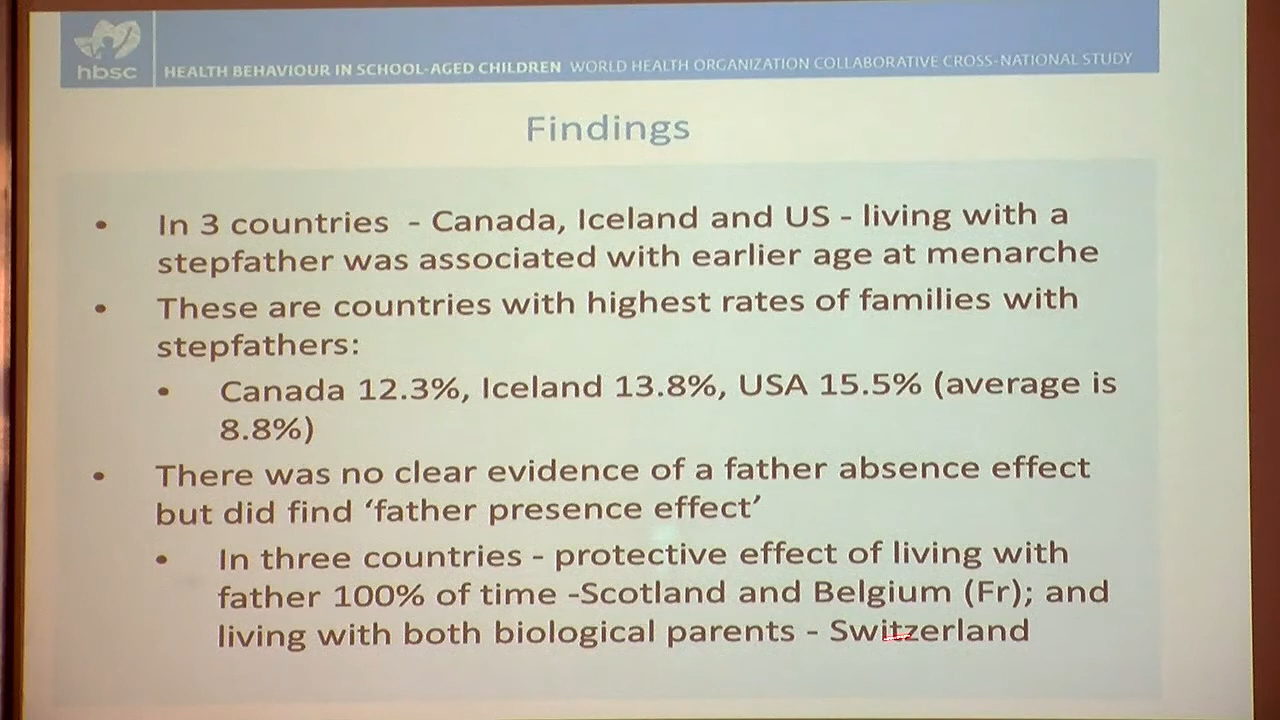 hbsc
HEALTH BEHAVIOUR IN SCHOOL-AGED CHILDREN WORLD HEALTH ORGANIZATION COLLABORATIVE CROSS-NATIONAL STUDY
Findings
• In 3 countries - Canada, Iceland and US - living with a
stepfather was associated with earlier age at menarche
• These are countries with highest rates of families with
stepfathers:
• Canada 12.3%, Iceland 13.8%, USA 15.5% (average is
8.8%)
• There was no clear evidence of a father absence effect
but did find ‘father presence effect’
• In three countries - protective effect of living with
father 100% of time -Scotland and Belgium (Fr); and
living with both biological parents - Switzerland